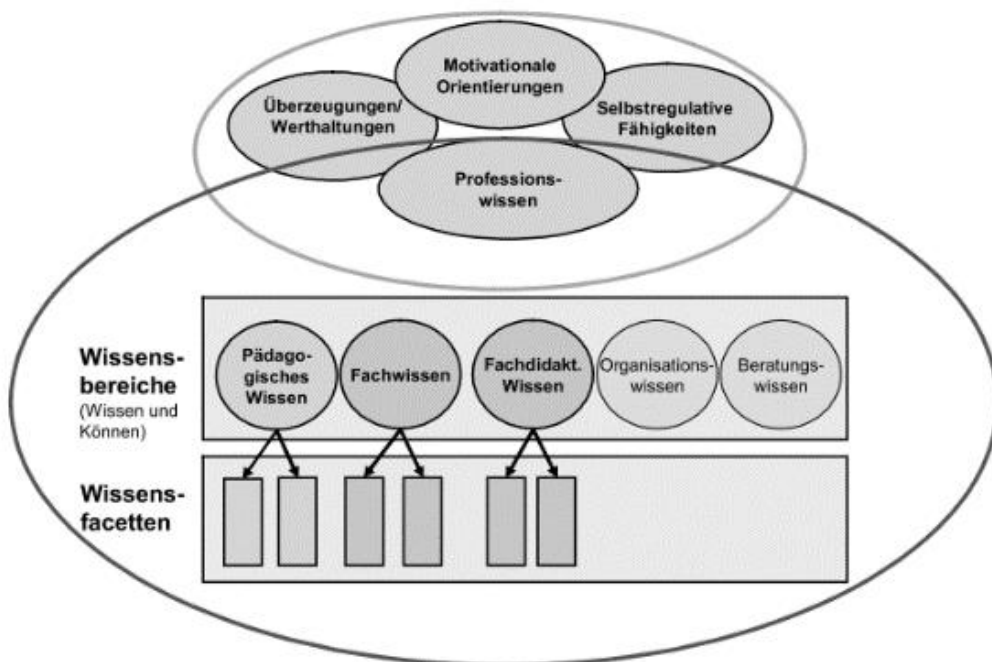 Motivationale
Orientierungen
Überzeugungen/
Werthaltungen
Selbstregulative
Fähigkeiten
Professions-
wissen
Wissens-
bereiche
(Wissen und
Können)
Pädago-
gisches
Wissen
Fachwissen
Fachdidakt.
Wissen
Organisations-
wissen
Beratungs-
wissen
Wissens-
facetten